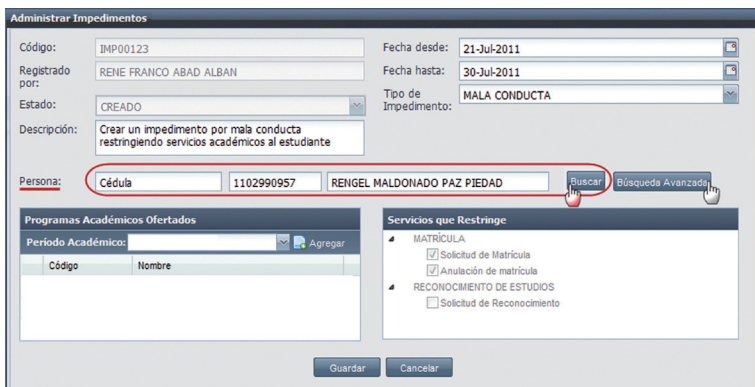 Administrar Impedimentos
Código: IMP00123
Fecha desde: 21-Jul-2011
Registrado por: RENE FRANCO ABAD ALBAN
Fecha hasta: 30-Jul-2011
Estado: CREADO
Tipo de Impedimento: MALA CONDUCTA
Descripción: Crear un impedimento por mala conducta
restringiendo servicios académicos al estudiante
Persona: Cédula 1102990957 RENGEL MALDONADO PAZ PIEDAD Buscar Búsqueda Avanzada
Programas Académicos Ofertados
Período Académico: Agregar
Código Nombre
Servicios que Restringe
MATRÍCULA
Solicitud de Matrícula
Anulación de matrícula
RECONOCIMIENTO DE ESTUDIOS
Solicitud de Reconocimiento
Guardar Cancelar